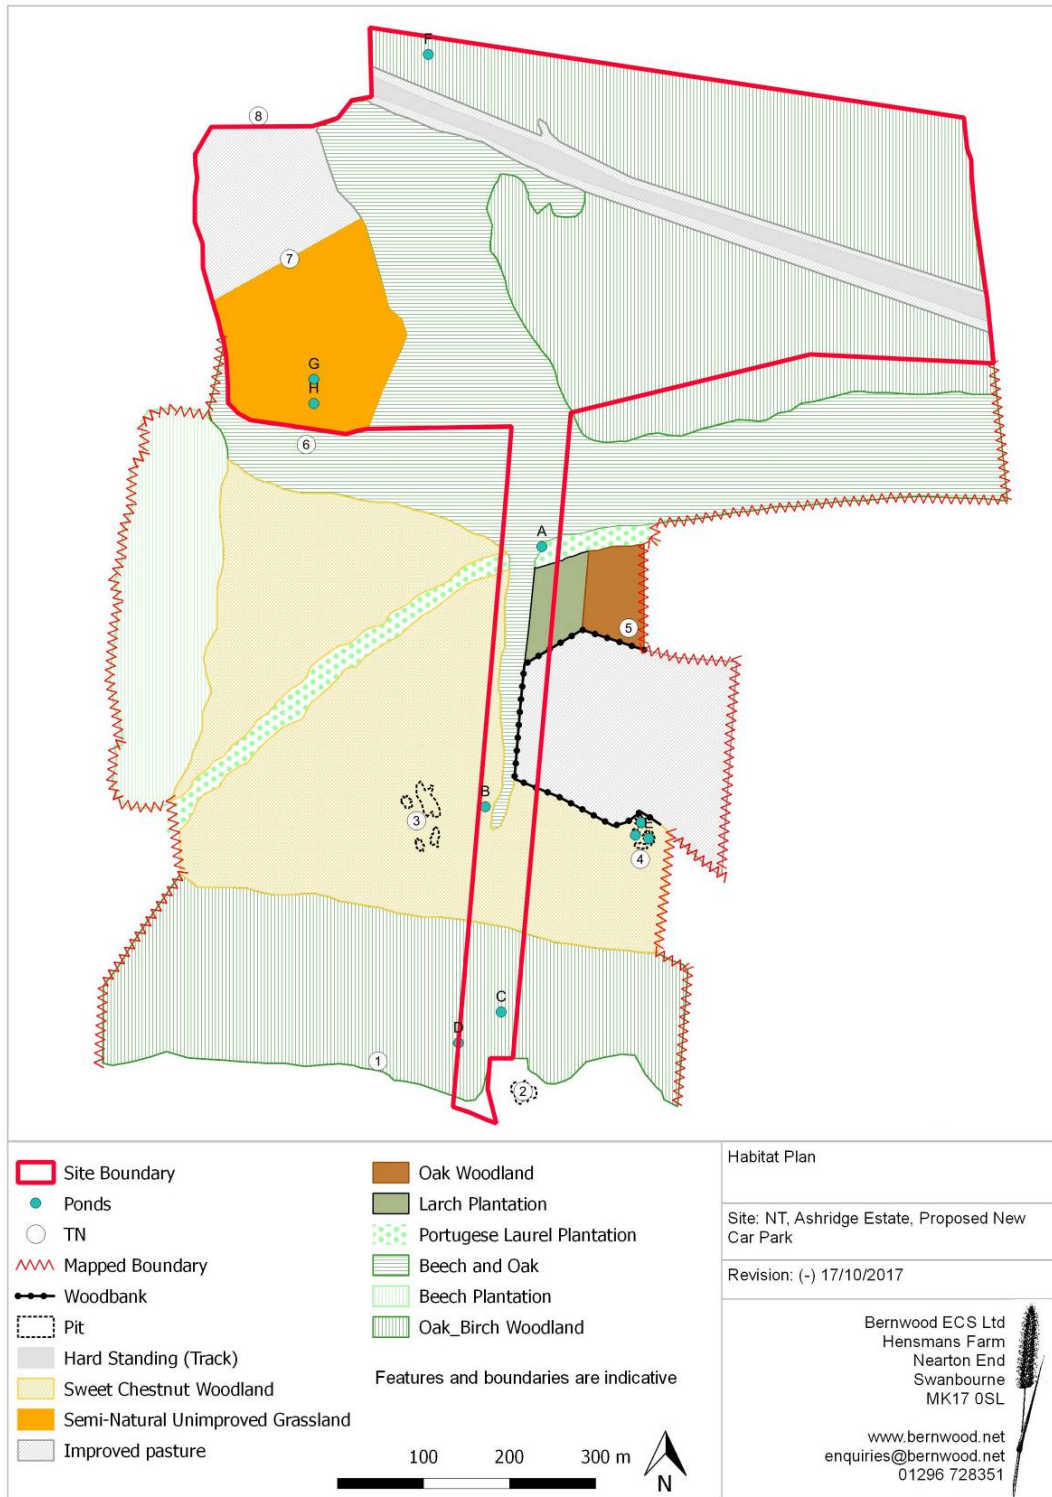 F
8
7
G
H
6
A
5
B
3
E
4
C
D
1
2
Site Boundary
Ponds
TN
Mapped Boundary
Woodbank
Pit
Hard Standing (Track)
Sweet Chestnut Woodland
Semi-Natural Unimproved Grassland
Improved pasture
Oak Woodland
Larch Plantation
Portugese Laurel Plantation
Beech and Oak
Beech Plantation
Oak_Birch Woodland
Features and boundaries are indicative
100 200 300 m
N
Habitat Plan
Site: NT, Ashridge Estate, Proposed New
Car Park
Revision: (-) 17/10/2017
Bernwood ECS Ltd
Hensmans Farm
Nearton End
Swanbourne
MK17 0SL
www.bernwood.net
enquiries@bernwood.net
01296 728351